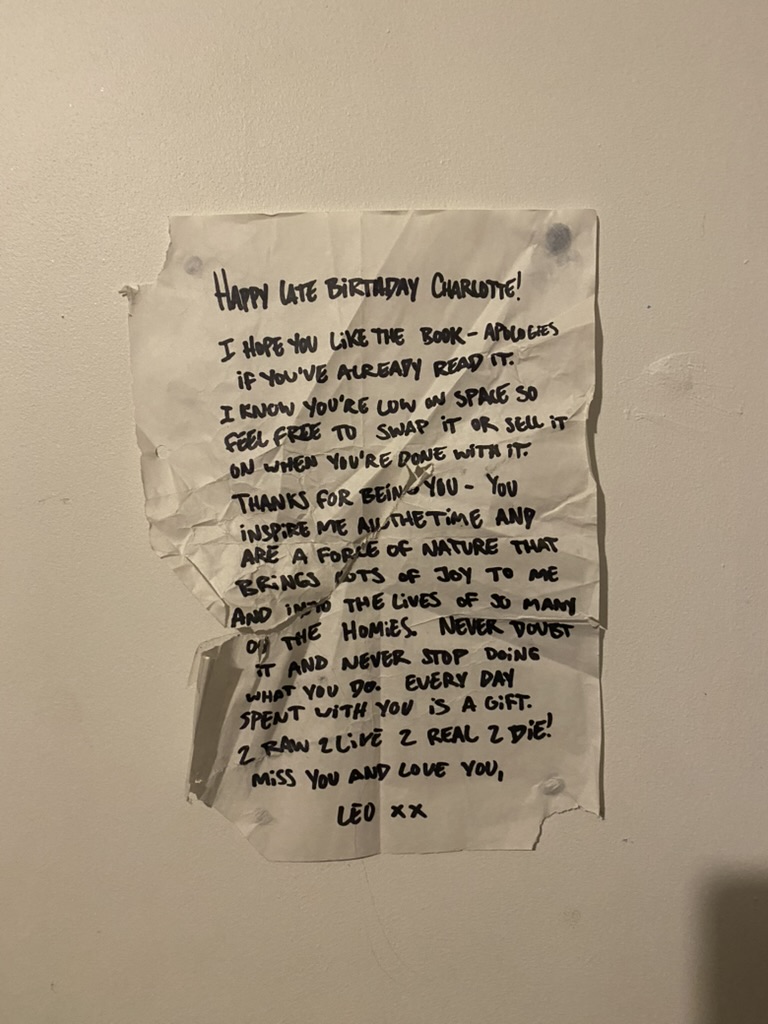 HAPPY LATE BIRTHDAY CHARLOTTE!
I HOPE YOU LIKE THE BOOK - APOLOGIES
IF YOU'VE ALREADY READ IT.
I KNOW YOU'RE LOW ON SPACE SO
FEEL FREE TO SWAP IT OR SELL IT
ON WHEN YOU'RE DONE WITH IT.
THANKS FOR BEING YOU - YOU
INSPIRE ME ALL THE TIME AND
ARE A FORCE OF NATURE THAT
BRINGS LOTS OF JOY TO ME
AND INTO THE LIVES OF SO MANY
OF THE HOMIES. NEVER DOUBT
IT AND NEVER STOP DOING
WHAT YOU DO. EVERY DAY
SPENT WITH YOU IS A GIFT.
2 RAW 2 LIVE 2 REAL 2 DIE!
MISS YOU AND LOVE YOU,
LEO XX